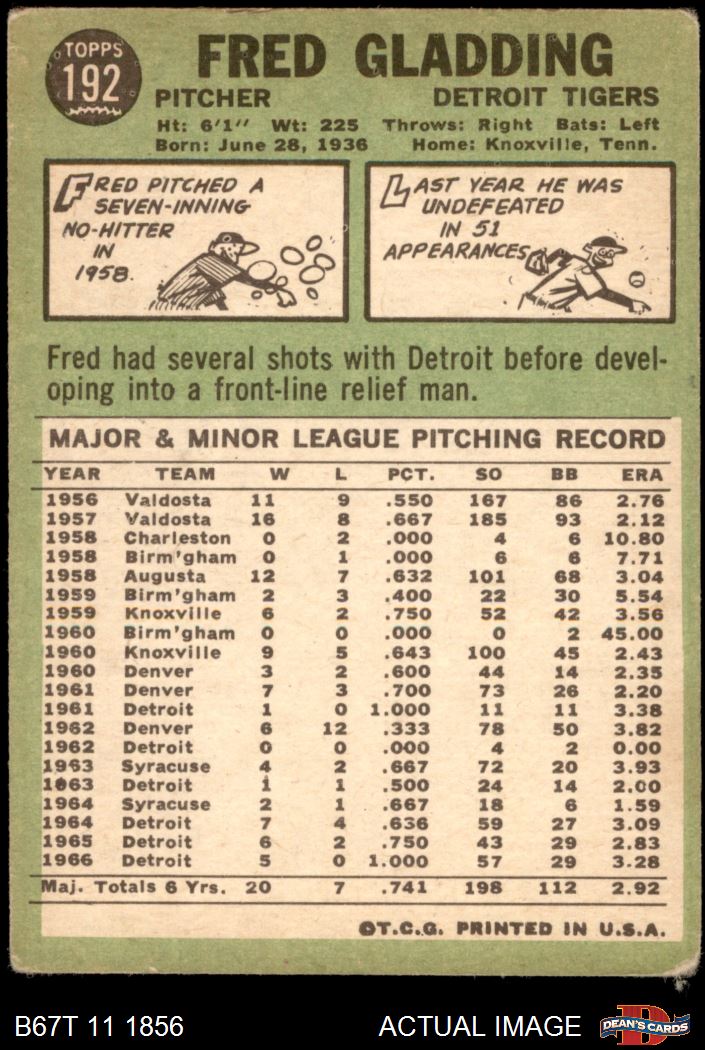 TOPPS
192
FRED GLADDING
PITCHER DETROIT TIGERS
Ht: 6'1" Wt: 225 Throws: Right Bats: Left
Born: June 28, 1936 Home: Knoxville, Tenn.
FRED PITCHED A
SEVEN-INNING
NO-HITTER
IN
1958.
LAST YEAR HE WAS
UNDEFEATED
IN 51
APPEARANCES
Fred had several shots with Detroit before devel-
oping into a front-line relief man.
MAJOR & MINOR LEAGUE PITCHING RECORD
YEAR TEAM W L PCT. SO BB ERA
1956 Valdosta 11 9 .550 167 86 2.76
1957 Valdosta 16 8 .667 185 93 2.12
1958 Charleston 0 2 .000 4 6 10.80
1958 Birm'gham 0 1 .000 6 6 7.71
1958 Augusta 12 7 .632 101 68 3.04
1959 Birm'gham 2 3 .400 22 30 5.54
1959 Knoxville 6 2 .750 52 42 3.56
1960 Birm'gham 0 0 .000 0 2 45.00
1960 Knoxville 9 5 .643 100 45 2.43
1960 Denver 3 2 .600 44 14 2.35
1961 Denver 7 3 .700 73 26 2.20
1961 Detroit 1 0 1.000 11 11 3.38
1962 Denver 6 12 .333 78 50 3.82
1962 Detroit 0 0 .000 4 2 0.00
1963 Syracuse 4 2 .667 72 20 3.93
1963 Detroit 1 1 .500 24 14 2.00
1964 Syracuse 2 1 .667 18 6 1.59
1964 Detroit 7 4 .636 59 27 3.09
1965 Detroit 6 2 .750 43 29 2.83
1966 Detroit 5 0 1.000 57 29 3.28
Maj. Totals 6 Yrs. 20 7 .741 198 112 2.92
©T.C.G. PRINTED IN U.S.A.
B67T 11 1856 ACTUAL IMAGE D DEAN'S CARDS